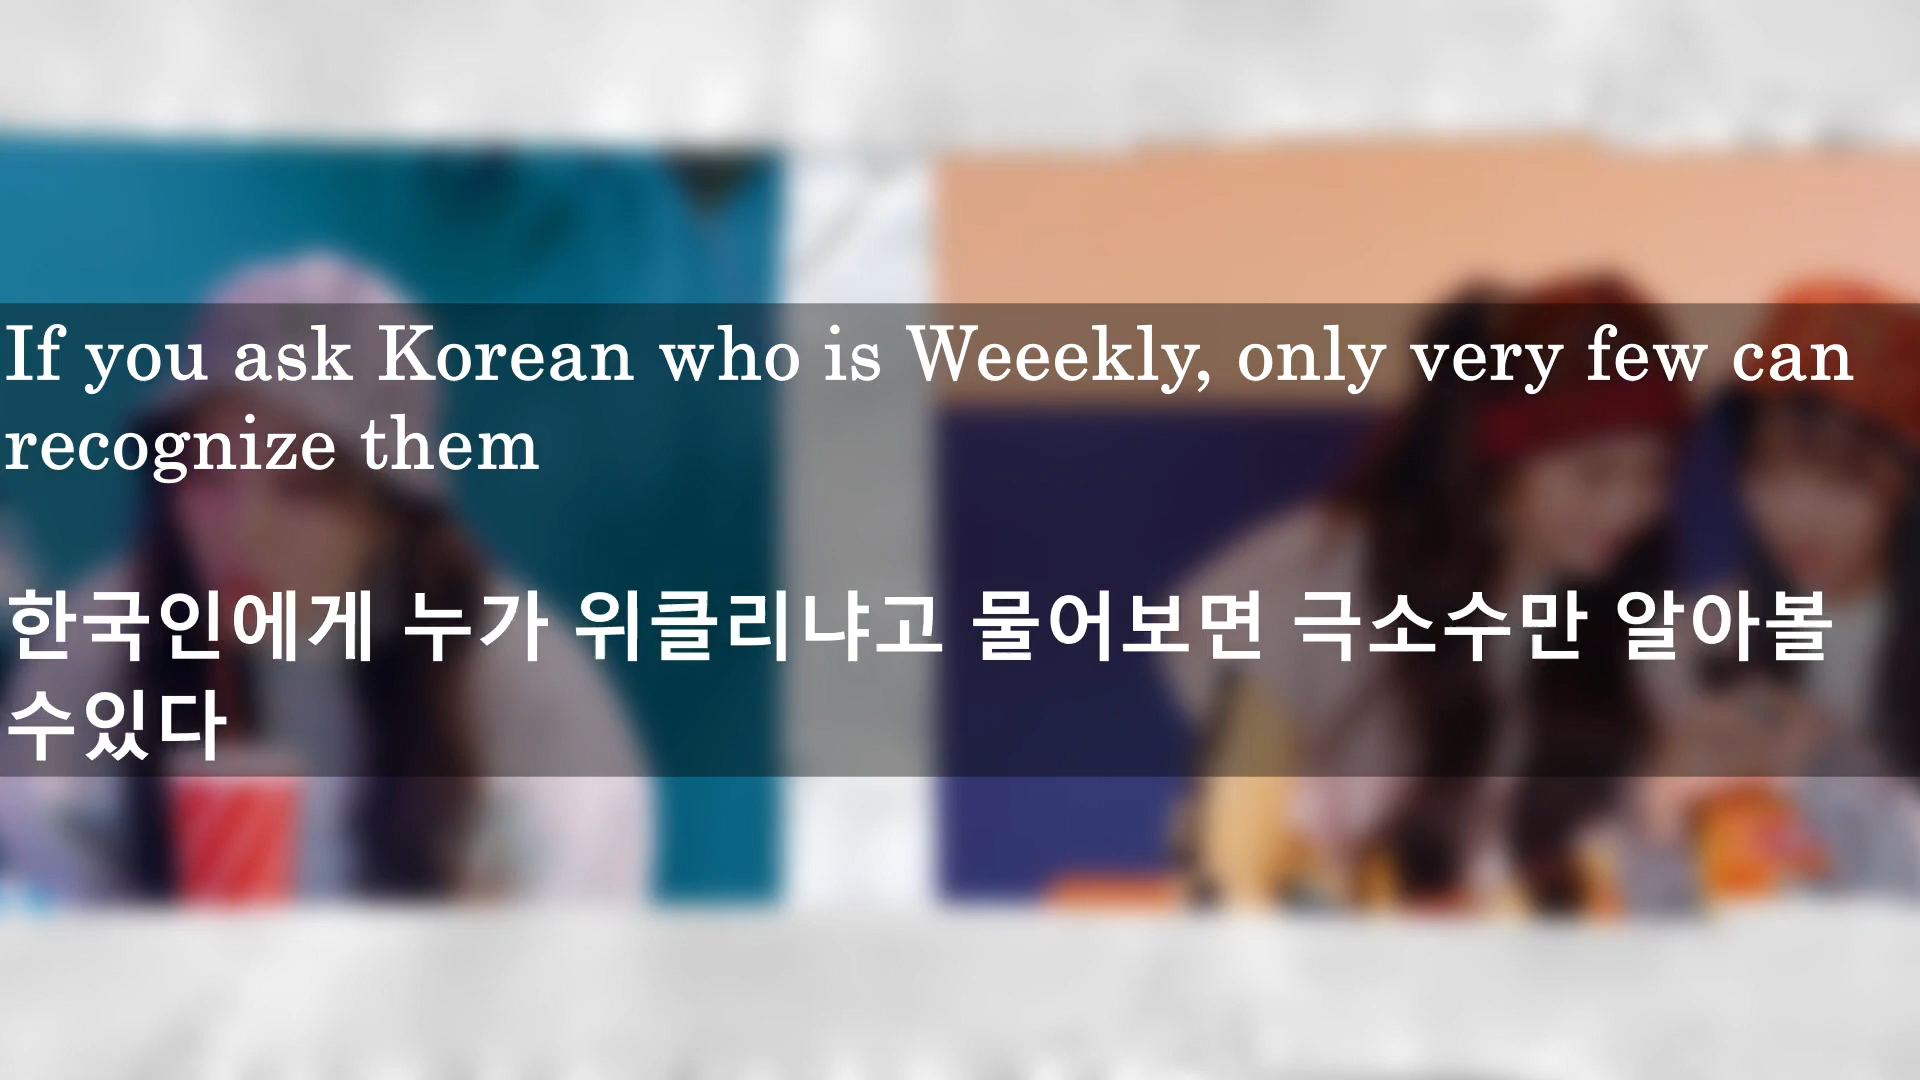 If you ask Korean who is Weeekly, only very few can
recognize them
한국인에게 누가 위클리냐고 물어보면 극소수만 알아볼
수있다